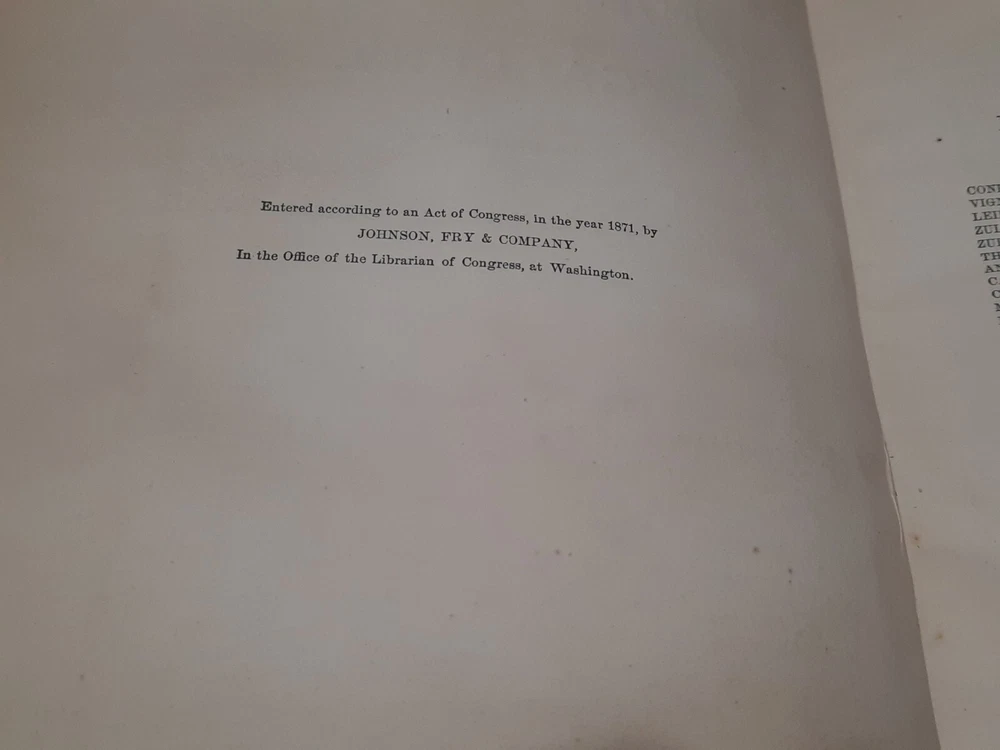 Entered according to an Act of Congress, in the year 1871, by
JOHNSON, FRY & COMPANY,
In the Office of the Librarian of Congress, at Washington.